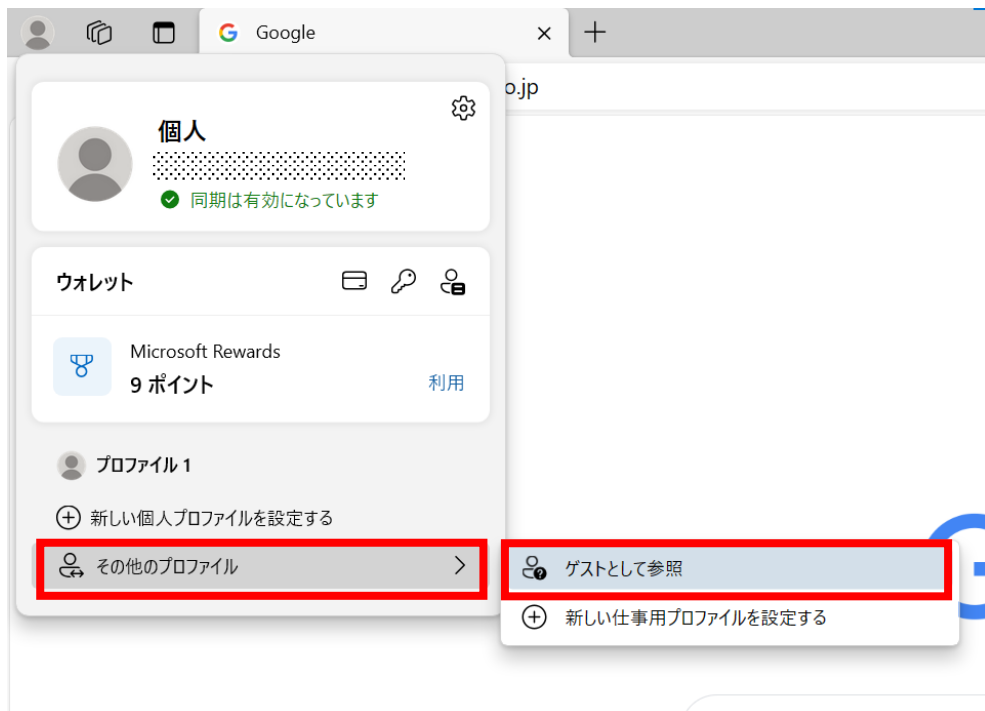 Google
o.jp
個人
同期は有効になっています
ウォレット
Microsoft Rewards
9 ポイント
利用
プロファイル 1
新しい個人プロファイルを設定する
その他のプロファイル
ゲストとして参照
新しい仕事用プロファイルを設定する